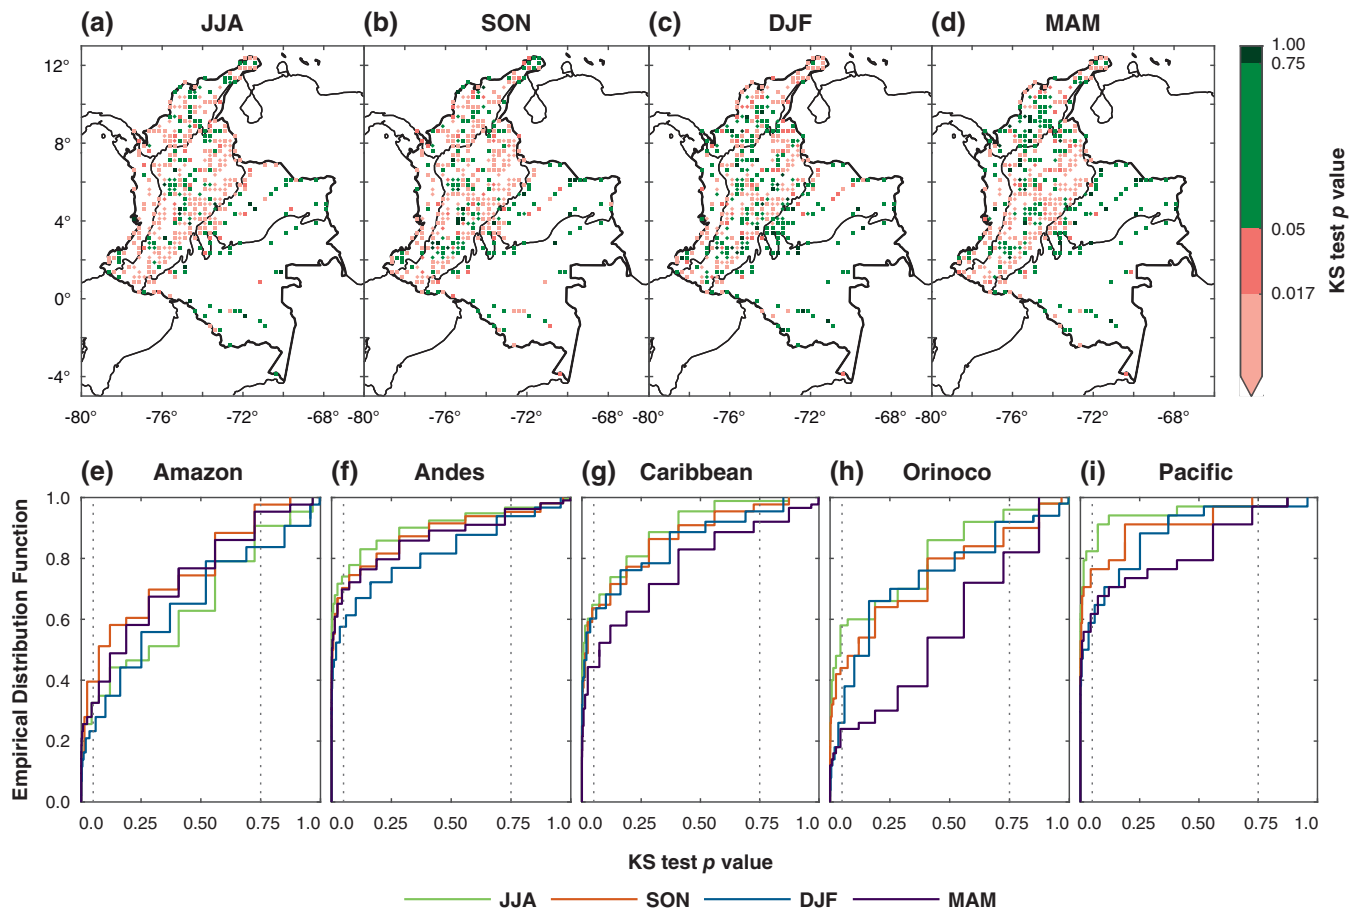 (a) JJA (b) SON (c) DJF (d) MAM
12°
8°
4°
0°
-4°
-80° -76° -72° -68° -80° -76° -72° -68° -80° -76° -72° -68° -80° -76° -72° -68°
1.00
0.75
0.05
0.017
KS test p value
(e) Amazon (f) Andes (g) Caribbean (h) Orinoco (i) Pacific
Empirical Distribution Function
1.0
0.8
0.6
0.4
0.2
0.0
0.0 0.25 0.50 0.75 1.0 0.0 0.25 0.50 0.75 1.0 0.0 0.25 0.50 0.75 1.0 0.0 0.25 0.50 0.75 1.0 0.0 0.25 0.50 0.75 1.0
KS test p value
JJA SON DJF MAM